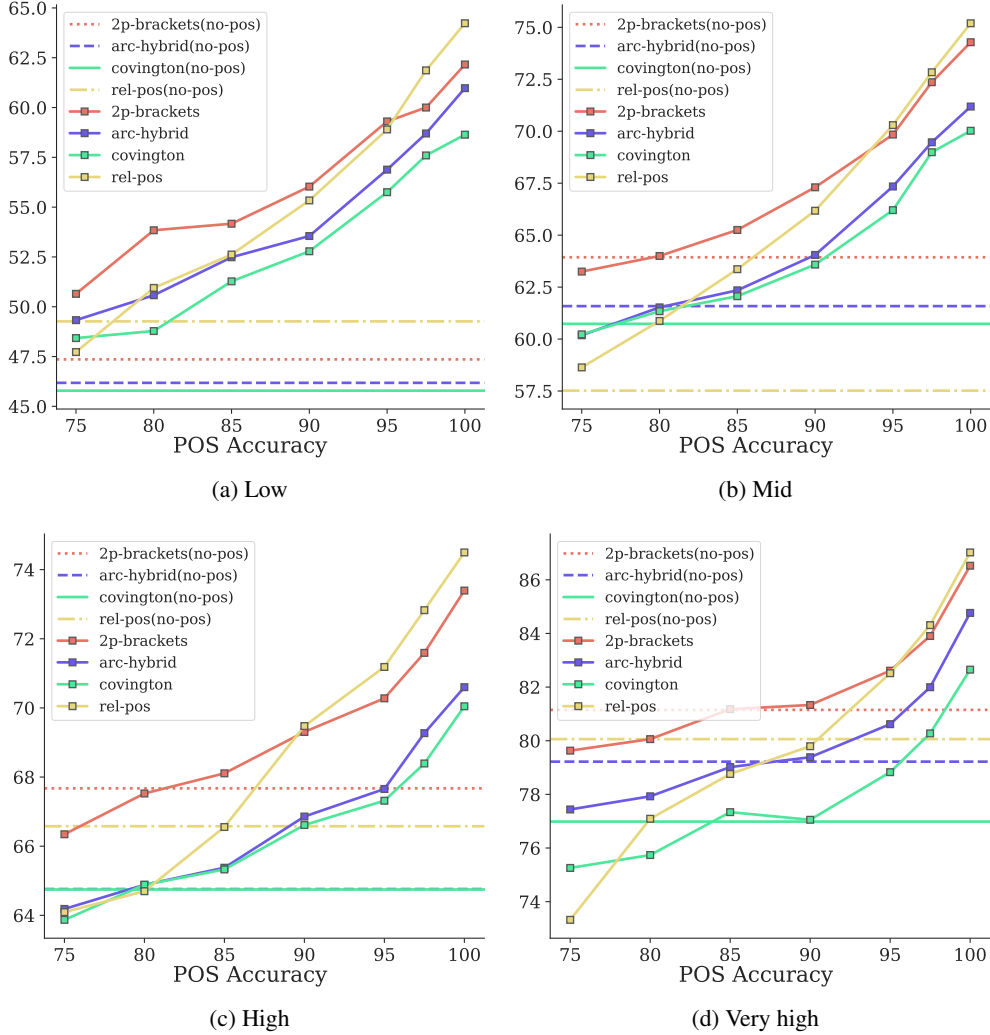 65.0
62.5
60.0
57.5
55.0
52.5
50.0
47.5
45.0
2p-brackets(no-pos)
arc-hybrid(no-pos)
covington(no-pos)
rel-pos(no-pos)
2p-brackets
arc-hybrid
covington
rel-pos
75 80 85 90 95 100
POS Accuracy
(a) Low
75.0
72.5
70.0
67.5
65.0
62.5
60.0
57.5
2p-brackets(no-pos)
arc-hybrid(no-pos)
covington(no-pos)
rel-pos(no-pos)
2p-brackets
arc-hybrid
covington
rel-pos
75 80 85 90 95 100
POS Accuracy
(b) Mid
74
72
70
68
66
64
2p-brackets(no-pos)
arc-hybrid(no-pos)
covington(no-pos)
rel-pos(no-pos)
2p-brackets
arc-hybrid
covington
rel-pos
75 80 85 90 95 100
POS Accuracy
(c) High
86
84
82
80
78
76
74
2p-brackets(no-pos)
arc-hybrid(no-pos)
covington(no-pos)
rel-pos(no-pos)
2p-brackets
arc-hybrid
covington
rel-pos
75 80 85 90 95 100
POS Accuracy
(d) Very high